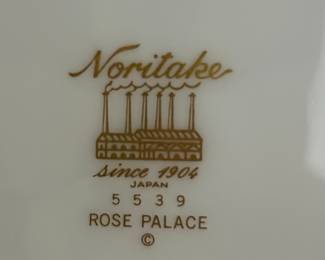 Noritake
since 1904
JAPAN
5539
ROSE PALACE
©